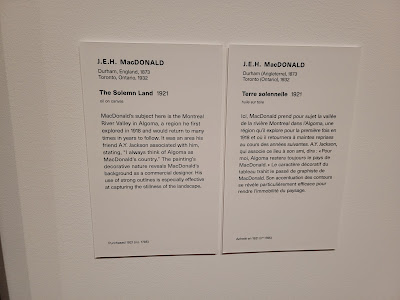 J.E.H. MacDONALD
Durham, England, 1873
Toronto, Ontario, 1932
The Solemn Land 1921
oil on canvas
MacDonald's subject here is the Montreal
River Valley in Algoma, a region he first
explored in 1918 and would return to many
times in years to follow. It was an area his
friend A.Y. Jackson associated with him,
stating, "I always think of Algoma as
MacDonald's country." The painting's
decorative nature reveals MacDonald's
background as a commercial designer. His
use of strong outlines is especially effective
at capturing the stillness of the landscape.
Purchased 1921
J.E.H. MacDONALD
Durham (Angleterre), 1873
Toronto (Ontario), 1932
Terre solennelle 1921
huile sur toile
Ici, MacDonald prend pour sujet la vallée
de la rivière Montréal dans l'Algoma, une
région qu'il explore pour la première fois en
1918 et où il retournera à maintes reprises
au cours des années suivantes. A.Y. Jackson,
qui associe ce lieu à son ami, dira : « Pour
moi, Algoma restera toujours le pays de
MacDonald. » Le caractère décoratif du
tableau trahit le passé de graphiste de
MacDonald. Son accentuation des contours
se révèle particulièrement efficace pour
rendre l'immobilité du paysage.
Acheté en 1921